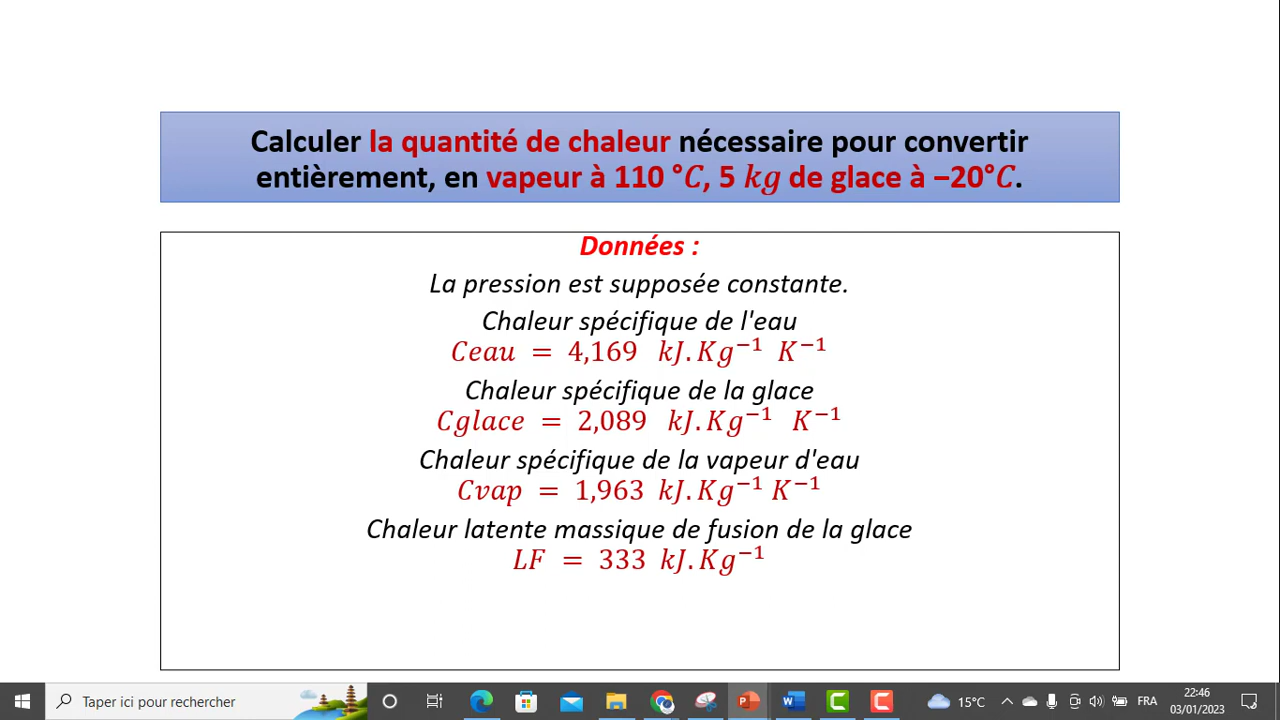 Calculer la quantité de chaleur nécessaire pour convertir
entièrement, en vapeur à 110 °C, 5 kg de glace à −20°C.
Données :
La pression est supposée constante.
Chaleur spécifique de l'eau
Ceau = 4,169 kJ.Kg⁻¹ K⁻¹
Chaleur spécifique de la glace
Cglace = 2,089 kJ.Kg⁻¹ K⁻¹
Chaleur spécifique de la vapeur d'eau
Cvap = 1,963 kJ.Kg⁻¹ K⁻¹
Chaleur latente massique de fusion de la glace
LF = 333 kJ.Kg⁻¹
Taper ici pour rechercher
15°C
FRA
22:46
03/01/2023